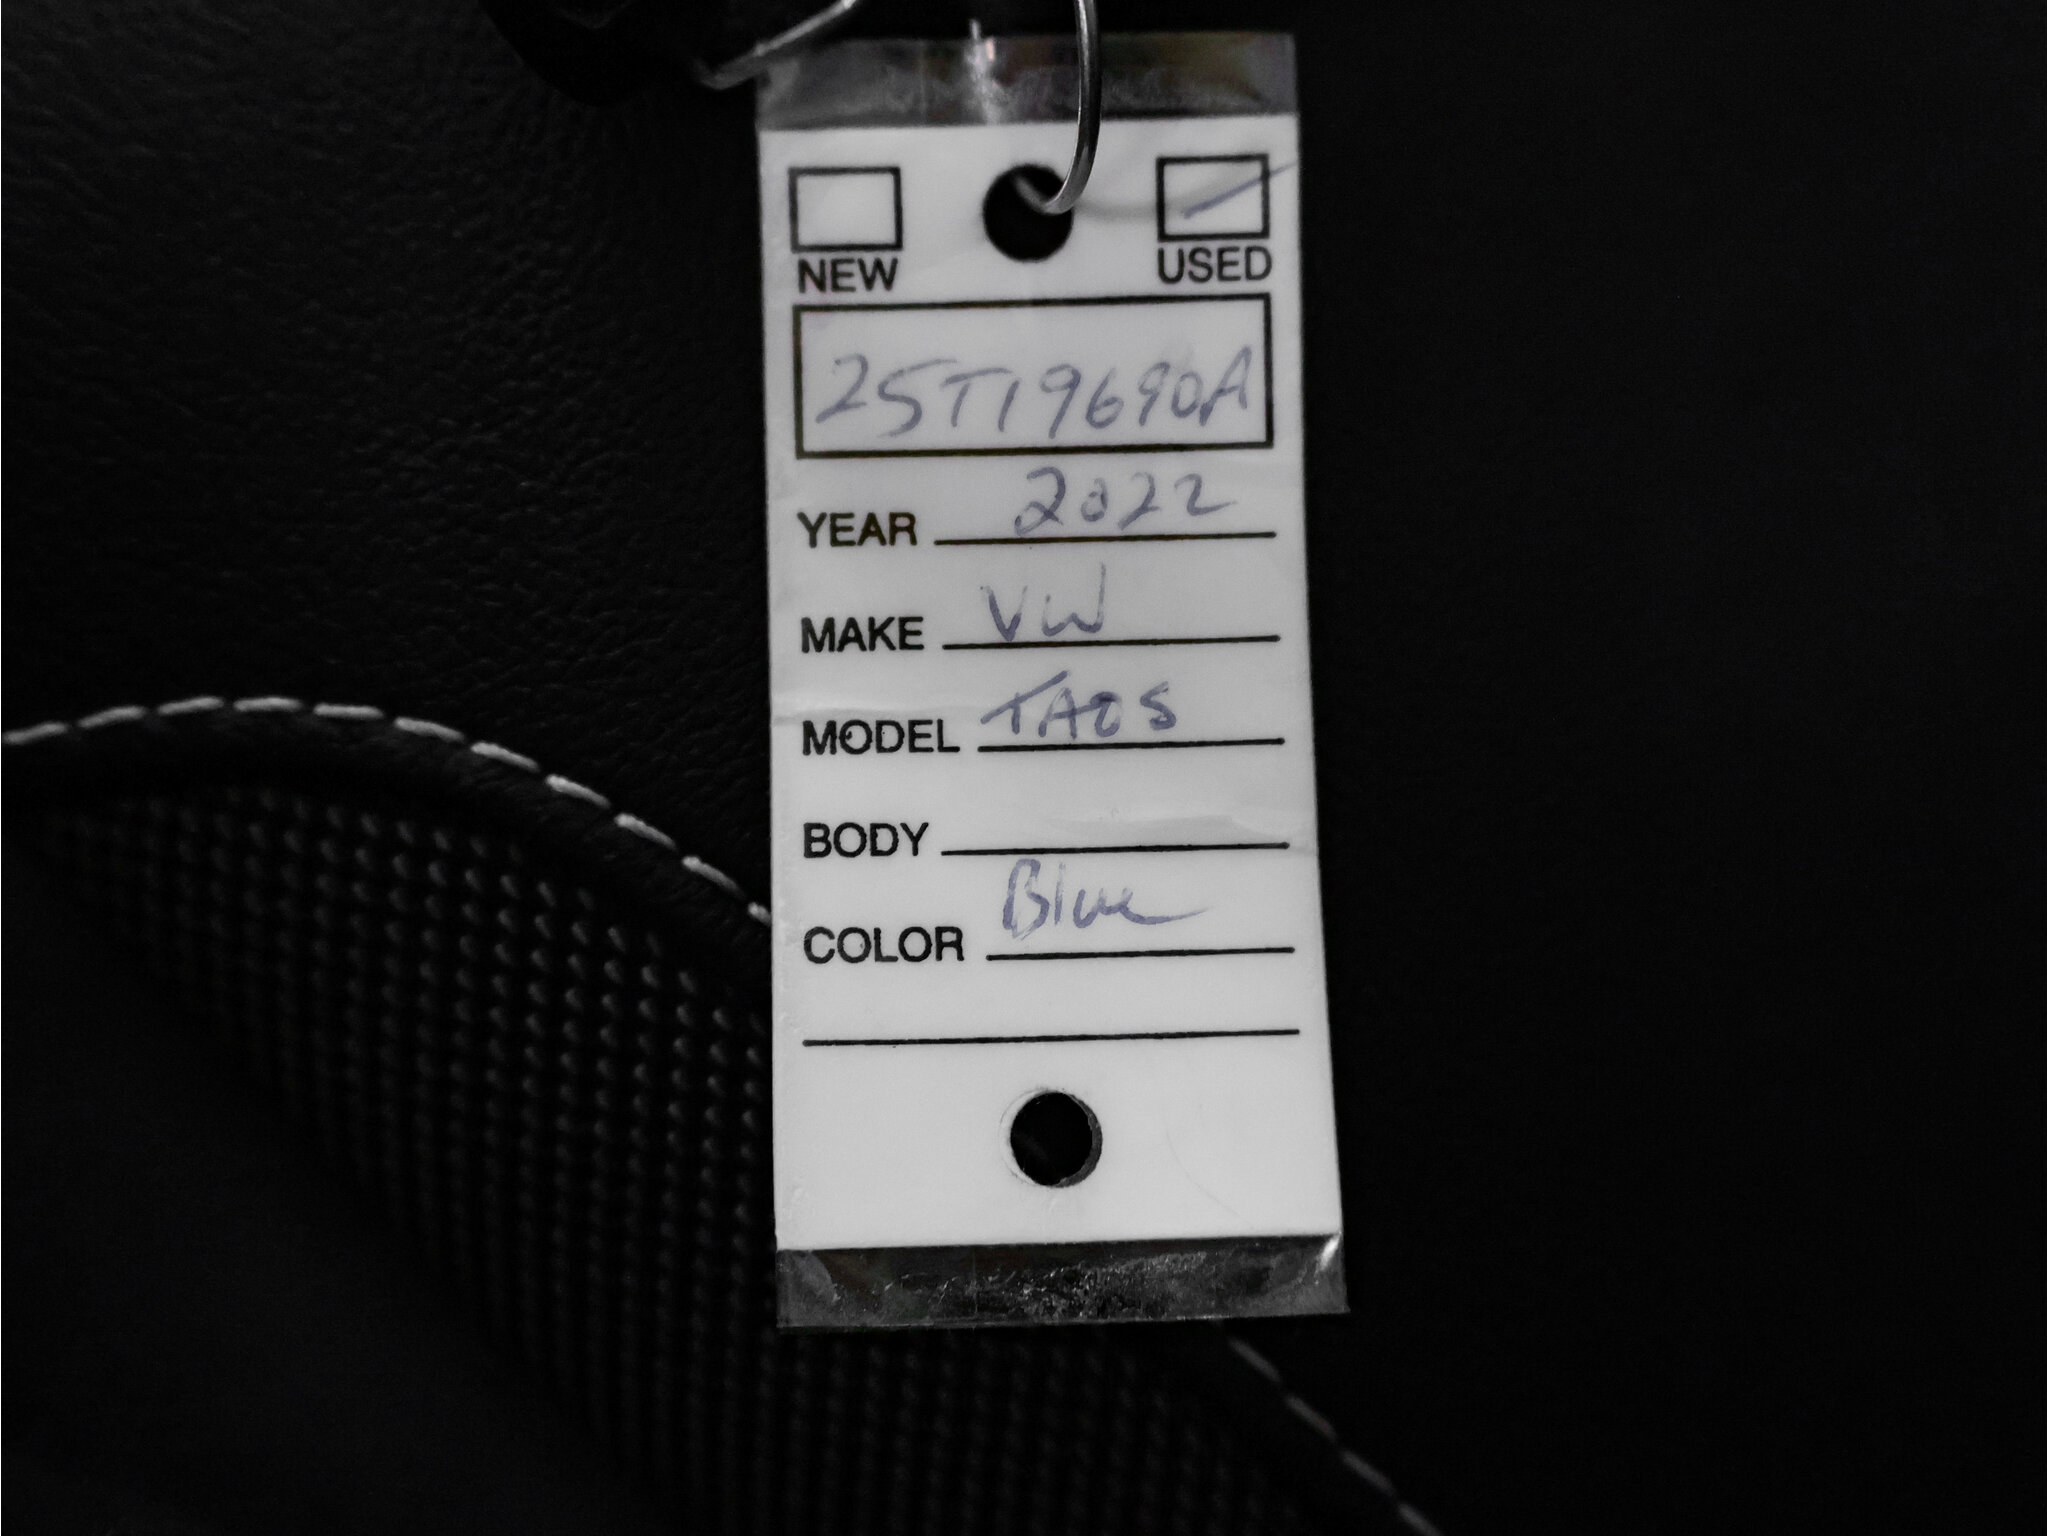 NEW USED
25T19690A
YEAR 2022
MAKE VW
MODEL TAOS
BODY
COLOR Blue